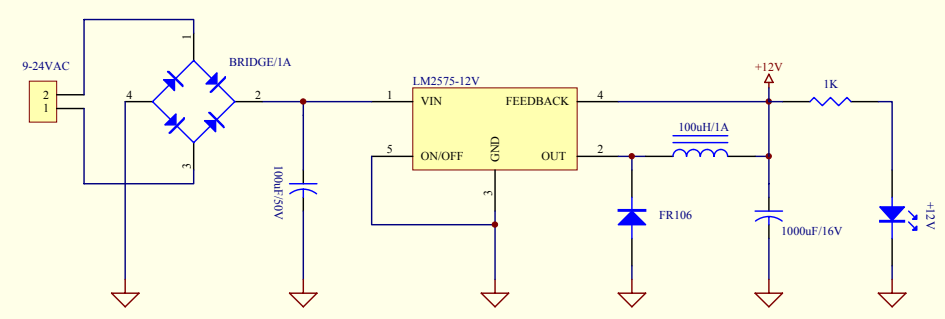 9-24VAC
2
1
1
BRIDGE/1A
4
2
3
100uF/50V
LM2575-12V
1
VIN
FEEDBACK
4
5
ON/OFF
GND
OUT
2
3
100uH/1A
FR106
+12V
1K
1000uF/16V
+12V